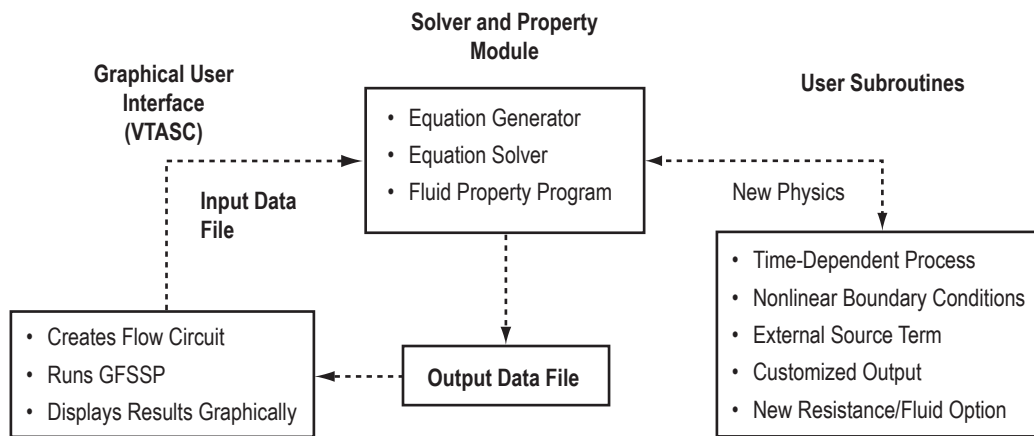 Solver and Property
Module
Graphical User
Interface
(VTASC)
User Subroutines
• Equation Generator
• Equation Solver
• Fluid Property Program
Input Data
File
New Physics
• Time-Dependent Process
• Nonlinear Boundary Conditions
• External Source Term
• Customized Output
• New Resistance/Fluid Option
• Creates Flow Circuit
• Runs GFSSP
• Displays Results Graphically
Output Data File